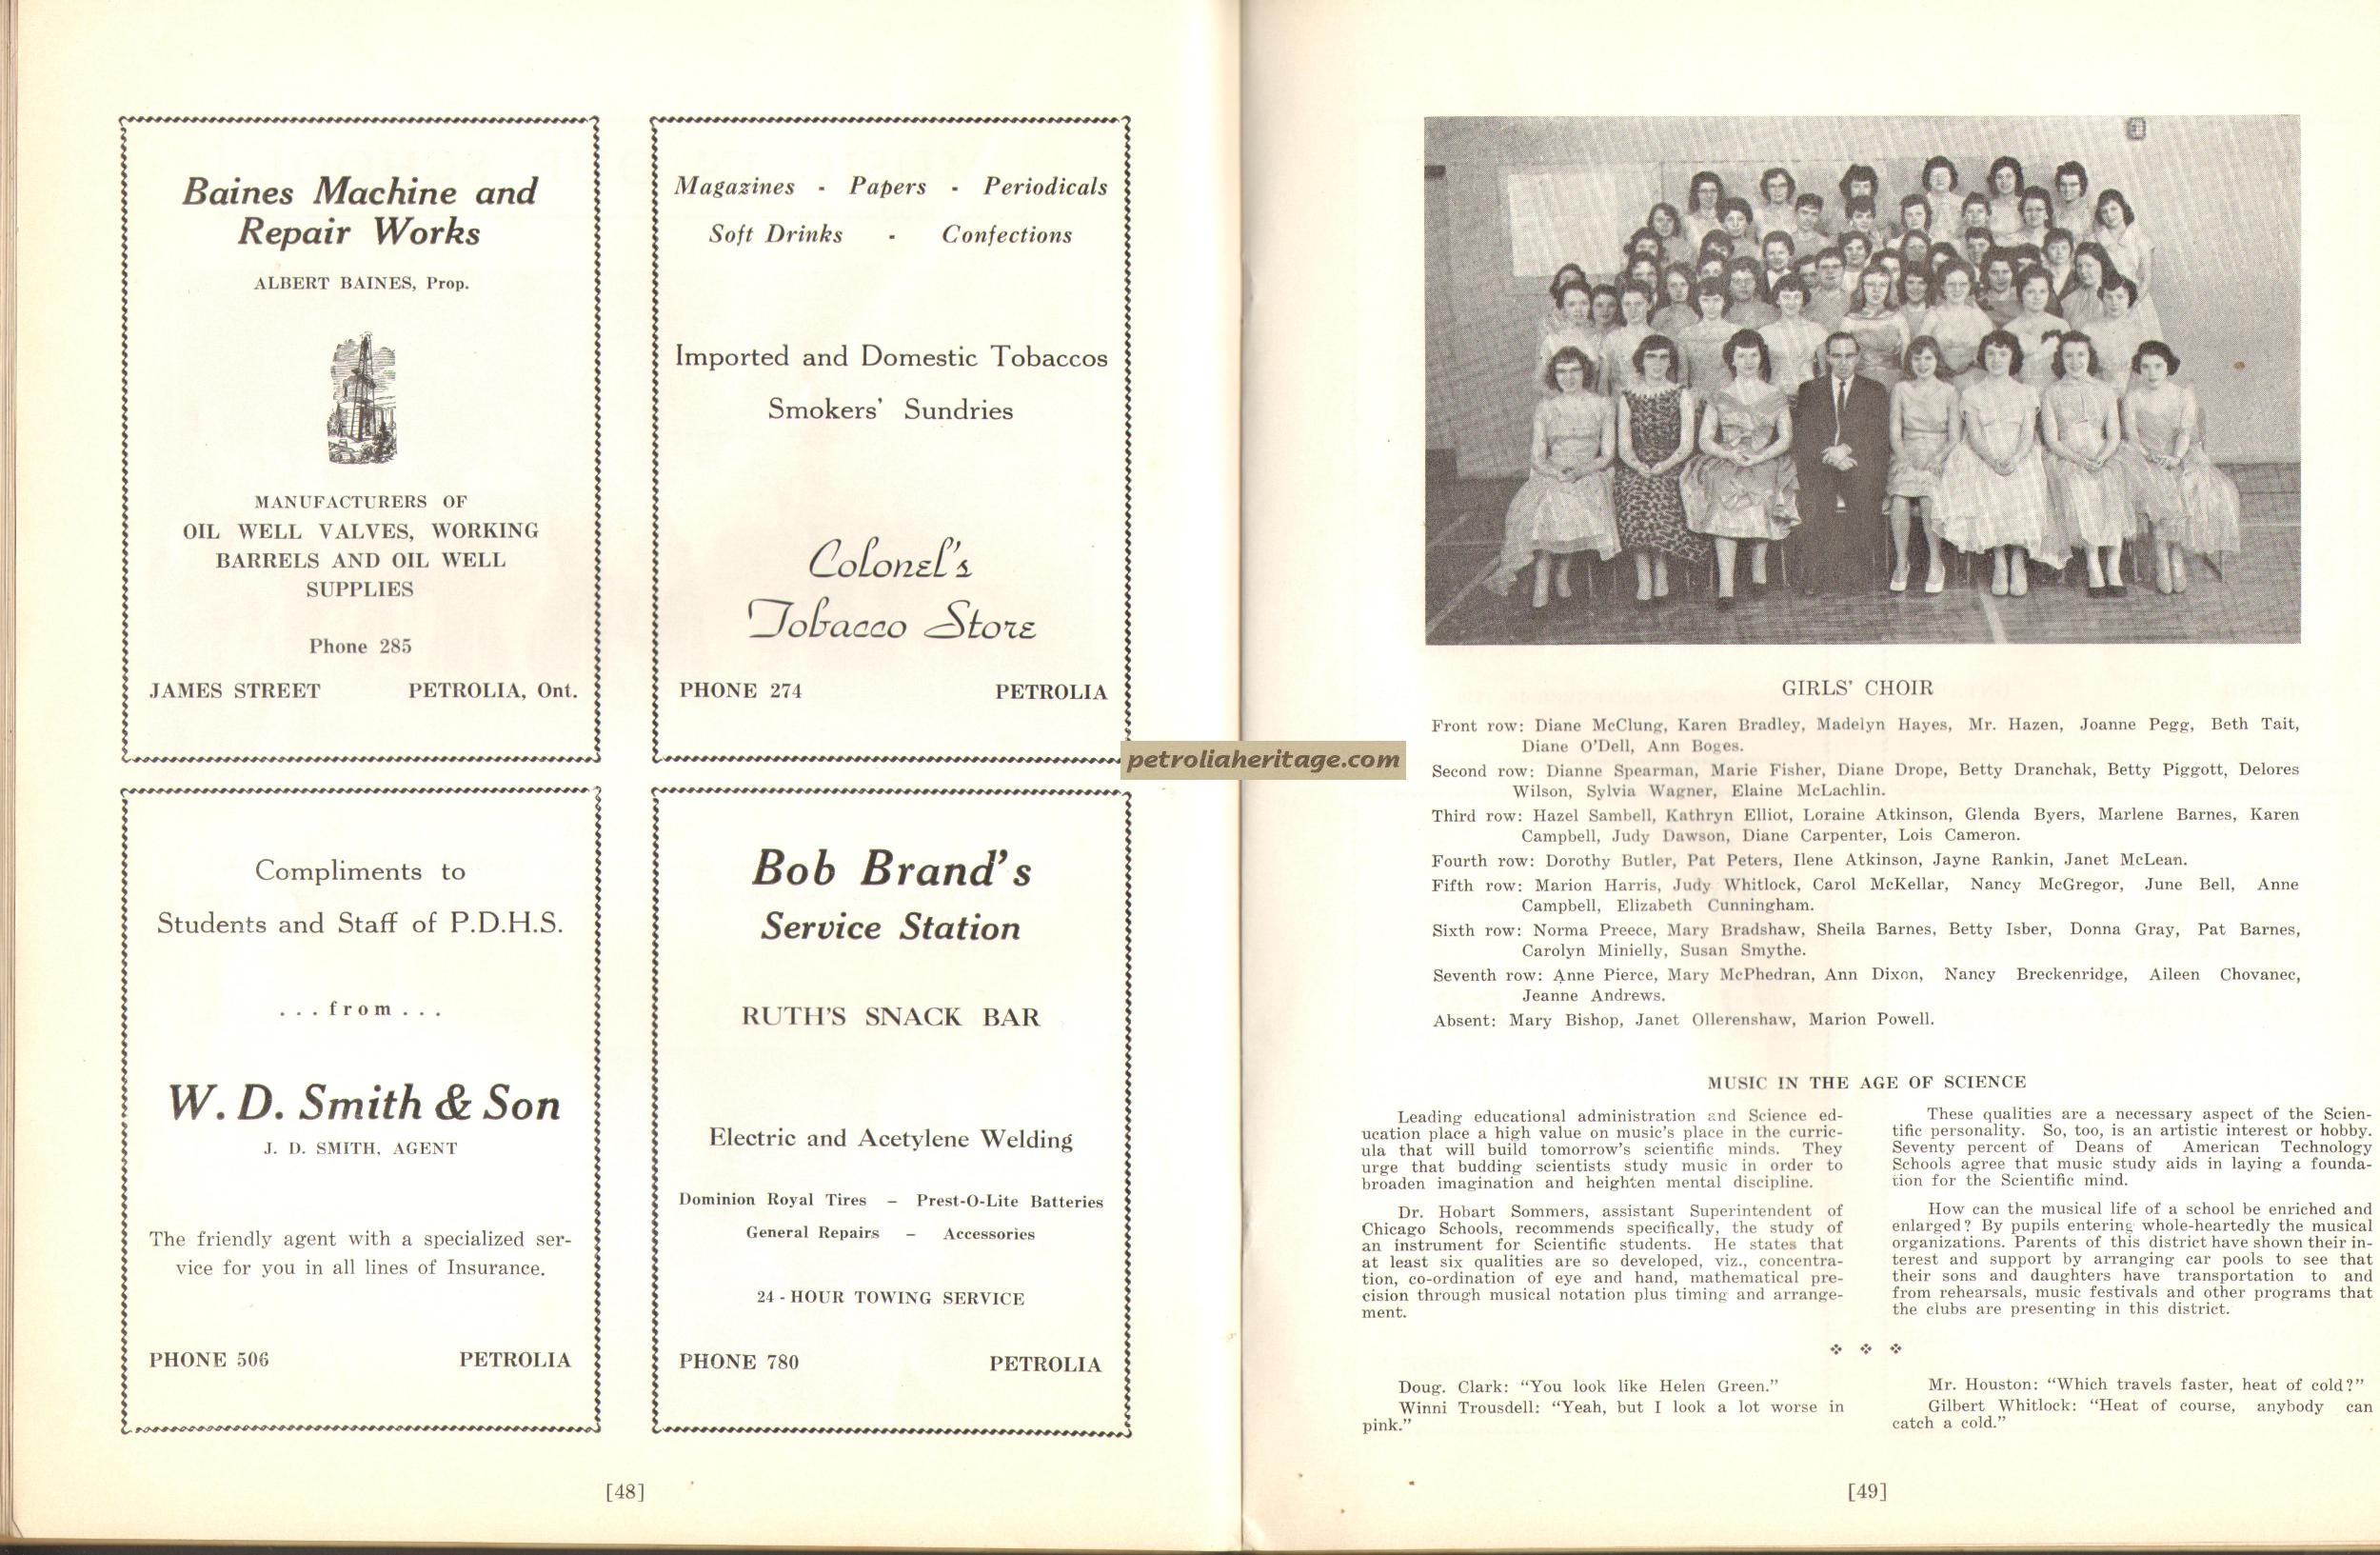 Baines Machine and
Repair Works
ALBERT BAINES, Prop.
MANUFACTURERS OF
OIL WELL VALVES, WORKING
BARRELS AND OIL WELL
SUPPLIES
Phone 285
JAMES STREET PETROLIA, Ont.
Magazines - Papers - Periodicals
Soft Drinks - Confections
Imported and Domestic Tobaccos
Smokers' Sundries
Colonel's
Tobacco Store
PHONE 274 PETROLIA
Compliments to
Students and Staff of P.D.H.S.
...from...
W. D. Smith & Son
J. D. SMITH, AGENT
The friendly agent with a specialized ser-
vice for you in all lines of Insurance.
PHONE 506 PETROLIA
Bob Brand's
Service Station
RUTH'S SNACK BAR
Electric and Acetylene Welding
Dominion Royal Tires – Prest-O-Lite Batteries
General Repairs – Accessories
24 - HOUR TOWING SERVICE
PHONE 780 PETROLIA
[48]
petroliaheritage.com
GIRLS' CHOIR
Front row: Diane McClung, Karen Bradley, Madelyn Hayes, Mr. Hazen, Joanne Pegg, Beth Tait,
Diane O'Dell, Ann Boges.
Second row: Dianne Spearman, Marie Fisher, Diane Drope, Betty Dranchak, Betty Piggott, Delores
Wilson, Sylvia Wagner, Elaine McLachlin.
Third row: Hazel Sambell, Kathryn Elliot, Loraine Atkinson, Glenda Byers, Marlene Barnes, Karen
Campbell, Judy Dawson, Diane Carpenter, Lois Cameron.
Fourth row: Dorothy Butler, Pat Peters, Ilene Atkinson, Jayne Rankin, Janet McLean.
Fifth row: Marion Harris, Judy Whitlock, Carol McKellar, Nancy McGregor, June Bell, Anne
Campbell, Elizabeth Cunningham.
Sixth row: Norma Preece, Mary Bradshaw, Sheila Barnes, Betty Isber, Donna Gray, Pat Barnes,
Carolyn Minielly, Susan Smythe.
Seventh row: Anne Pierce, Mary McPhedran, Ann Dixon, Nancy Breckenridge, Aileen Chovanec,
Jeanne Andrews.
Absent: Mary Bishop, Janet Ollerenshaw, Marion Powell.
MUSIC IN THE AGE OF SCIENCE
Leading educational administration and Science ed-
ucation place a high value on music's place in the curric-
ula that will build tomorrow's scientific minds. They
urge that budding scientists study music in order to
broaden imagination and heighten mental discipline.
Dr. Hobart Sommers, assistant Superintendent of
Chicago Schools, recommends specifically, the study of
an instrument for Scientific students. He states that
at least six qualities are so developed, viz., concentra-
tion, co-ordination of eye and hand, mathematical pre-
cision through musical notation plus timing and arrange-
ment.
These qualities are a necessary aspect of the Scien-
tific personality. So, too, is an artistic interest or hobby.
Seventy percent of Deans of American Technology
Schools agree that music study aids in laying a founda-
tion for the Scientific mind.
How can the musical life of a school be enriched and
enlarged? By pupils entering whole-heartedly the musical
organizations. Parents of this district have shown their in-
terest and support by arranging car pools to see that
their sons and daughters have transportation to and
from rehearsals, music festivals and other programs that
the clubs are presenting in this district.
Doug. Clark: "You look like Helen Green."
Winni Trousdell: "Yeah, but I look a lot worse in
pink."
Mr. Houston: "Which travels faster, heat of cold?"
Gilbert Whitlock: "Heat of course, anybody can
catch a cold."
[49]